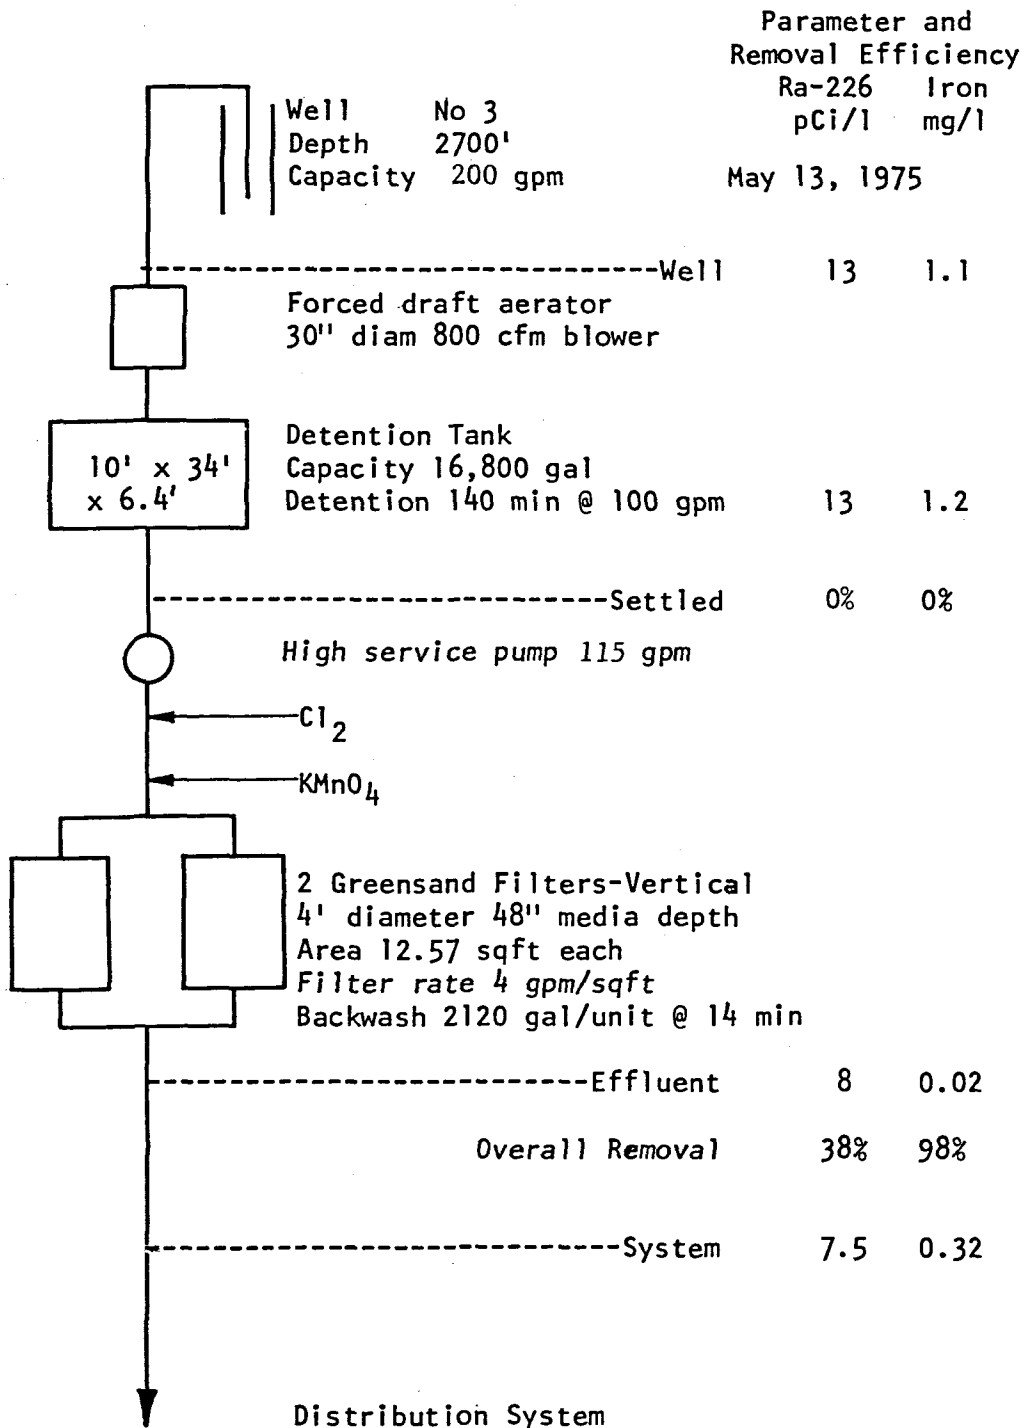 Parameter and
Removal Efficiency
Ra-226 Iron
pCi/l mg/l
May 13, 1975
Well No 3
Depth 2700'
Capacity 200 gpm
Well 13 1.1
Forced draft aerator
30" diam 800 cfm blower
10' x 34'
x 6.4'
Detention Tank
Capacity 16,800 gal
Detention 140 min @ 100 gpm 13 1.2
Settled 0% 0%
High service pump 115 gpm
Cl2
KMnO4
2 Greensand Filters-Vertical
4' diameter 48" media depth
Area 12.57 sqft each
Filter rate 4 gpm/sqft
Backwash 2120 gal/unit @ 14 min
Effluent 8 0.02
Overall Removal 38% 98%
System 7.5 0.32
Distribution System